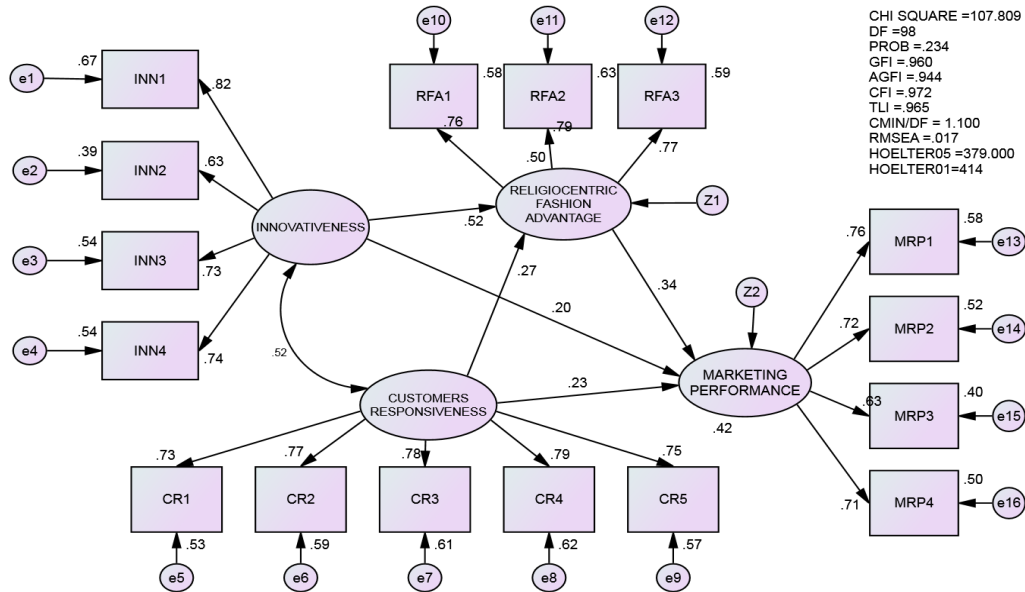 CHI SQUARE =107.809
DF =98
PROB =.234
GFI =.960
AGFI =.944
CFI =.972
TLI =.965
CMIN/DF = 1.100
RMSEA =.017
HOELTER05 =379.000
HOELTER01=414
e10
e11
e12
RFA1
.58
RFA2
.63
RFA3
.59
.76
.79
.77
.50
RELIGIOCENTRIC
FASHION
ADVANTAGE
Z1
e1
.67
INN1
.82
e2
.39
INN2
.63
e3
.54
INN3
.73
e4
.54
INN4
.74
INNOVATIVENESS
.52
.27
.20
.34
.52
.23
Z2
CUSTOMERS
RESPONSIVENESS
MARKETING
PERFORMANCE
.42
.76
MRP1
.58
e13
.72
MRP2
.52
e14
.63
MRP3
.40
e15
.71
MRP4
.50
e16
.73
.77
.78
.79
.75
CR1
CR2
CR3
CR4
CR5
.53
.59
.61
.62
.57
e5
e6
e7
e8
e9